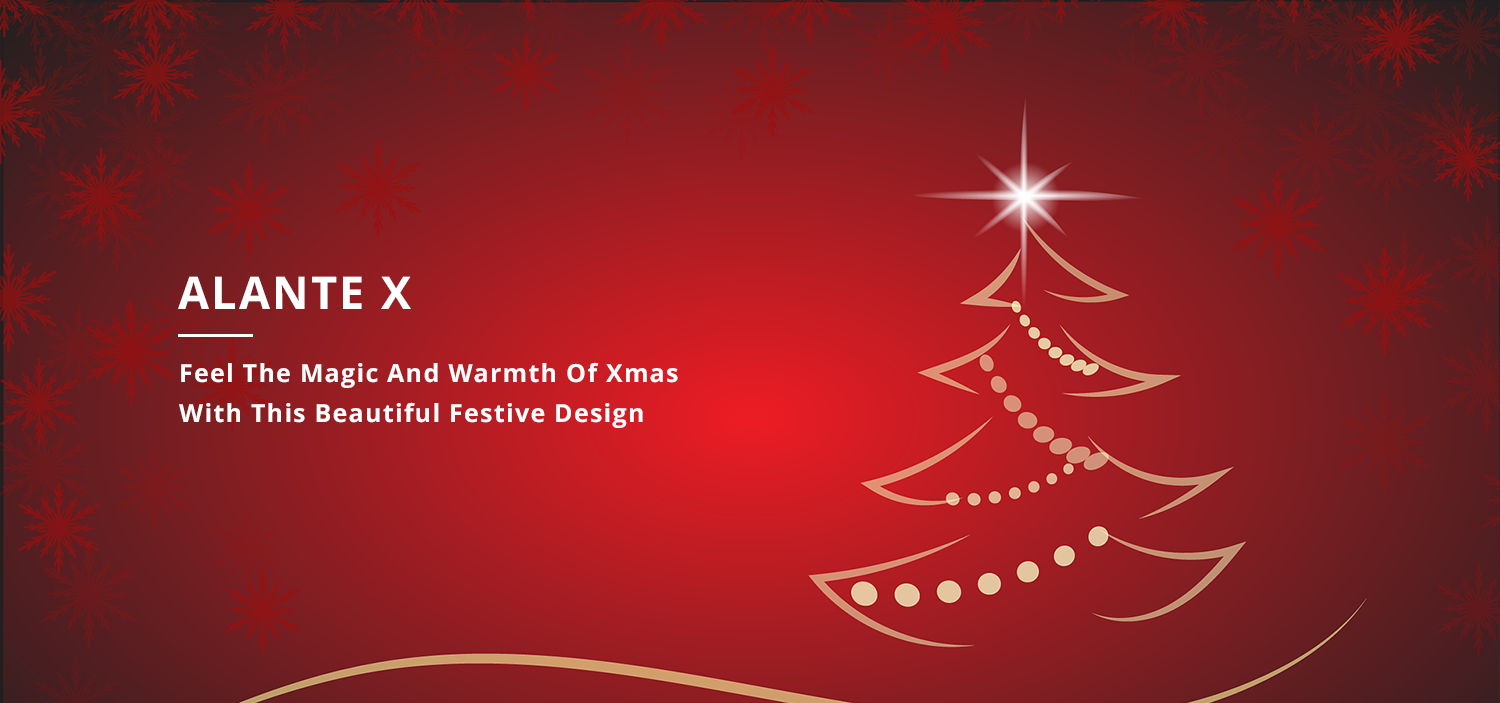 ALANTE X
Feel The Magic And Warmth Of Xmas
With This Beautiful Festive Design